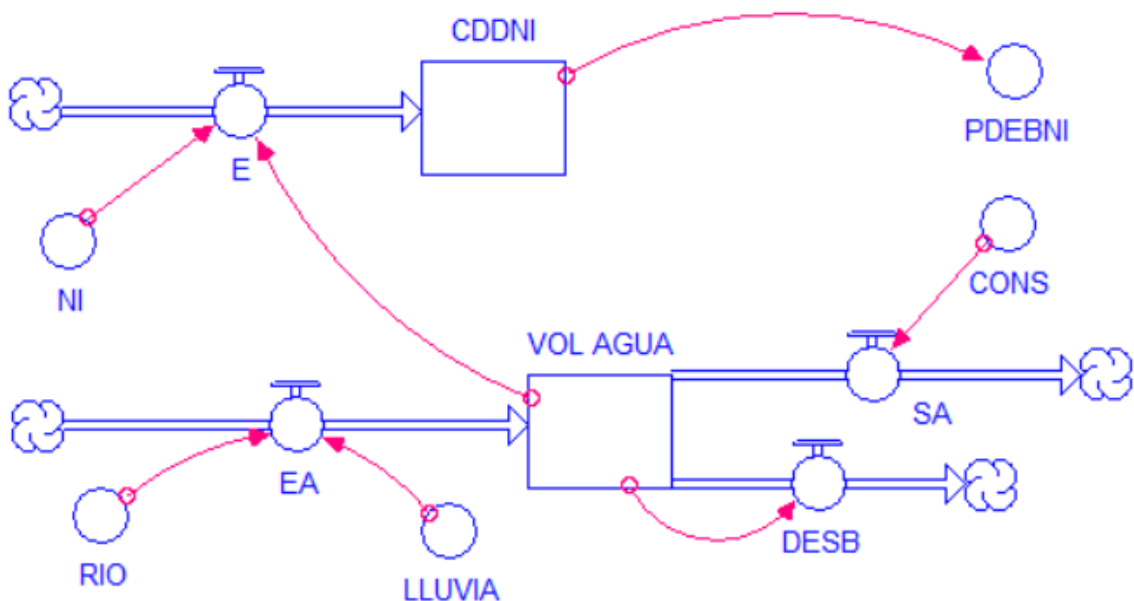 CDDNI
PDEBNI
E
NI
CONS
VOL AGUA
SA
EA
DESB
RIO
LLUVIA